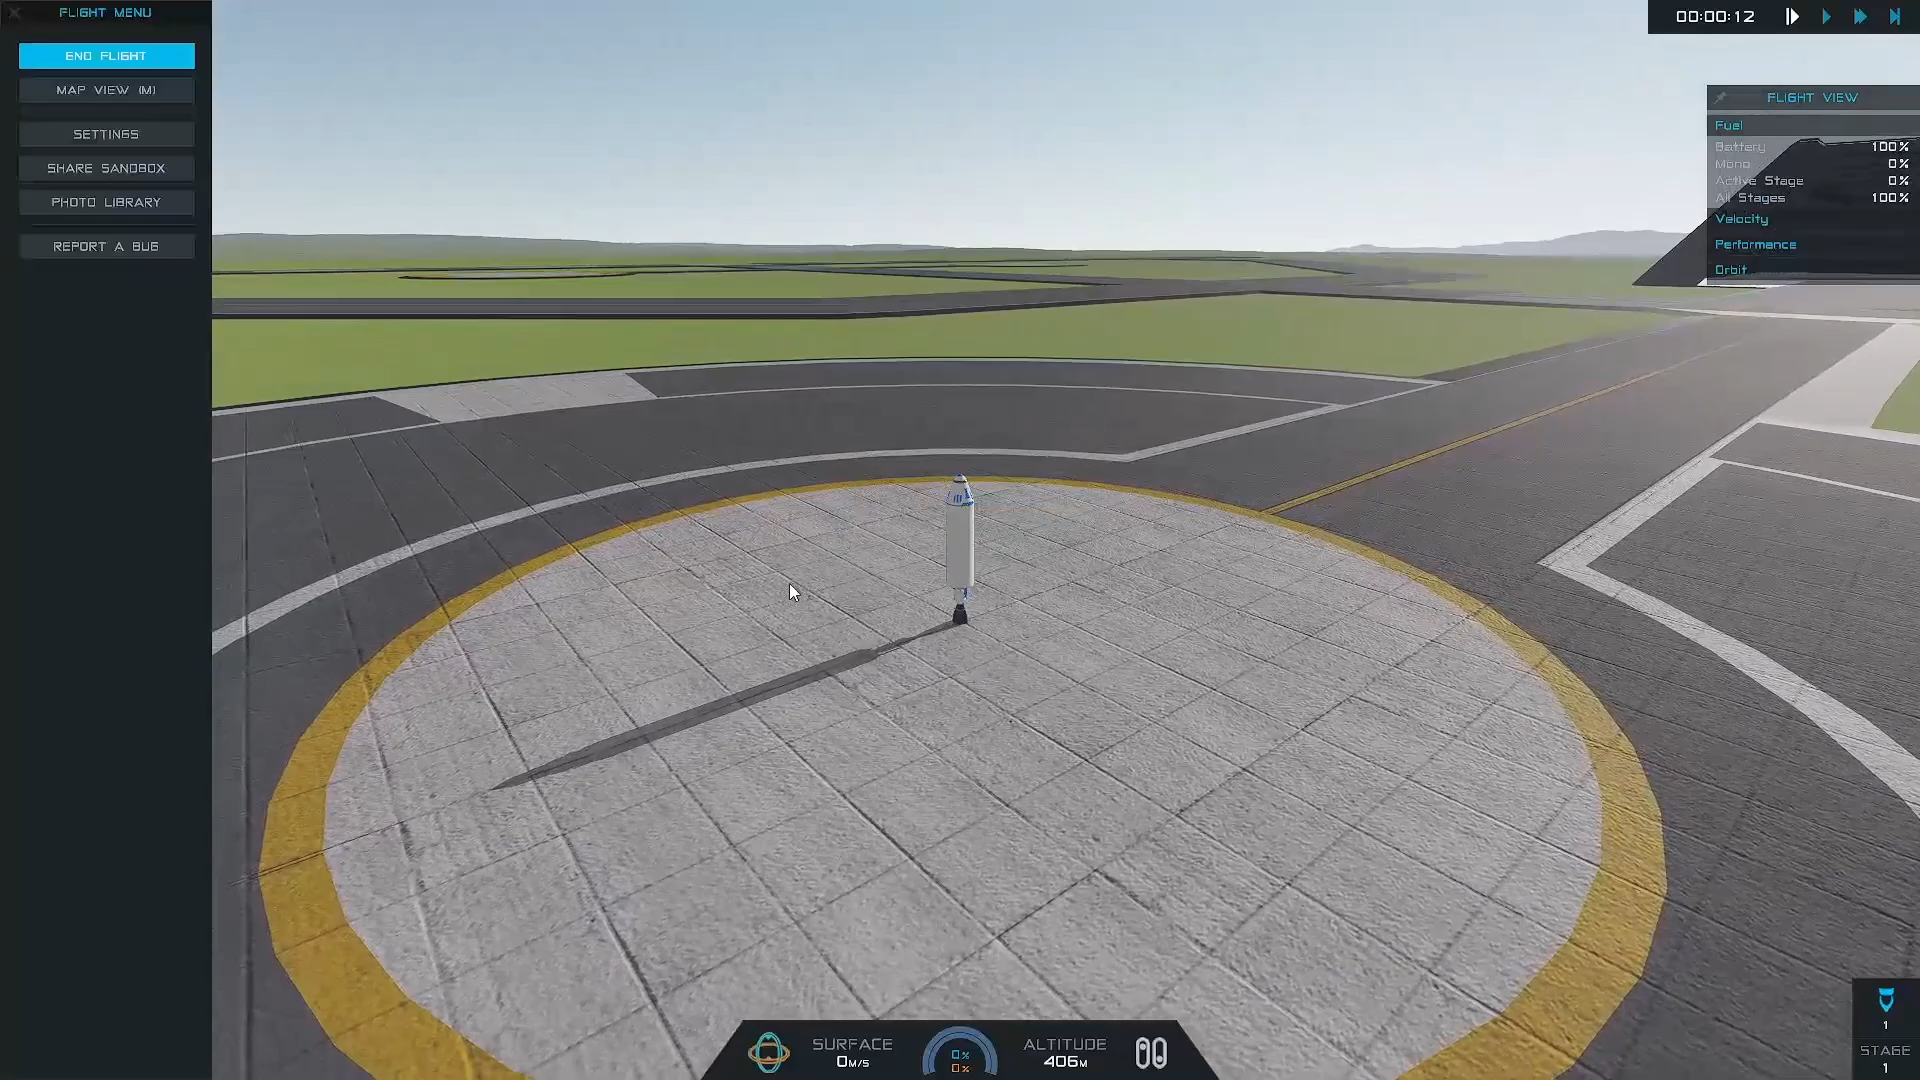 FLIGHT MENU
END FLIGHT
MAP VIEW (M)
SETTINGS
SHARE SANDBOX
PHOTO LIBRARY
REPORT A BUG
00:00:12
FLIGHT VIEW
Fuel
Battery 100%
Mono 0%
Active Stage 0%
All Stages 100%
Velocity
Performance
Orbit
SURFACE
0M/S
0%
0%
ALTITUDE
406M
1
STAGE
1